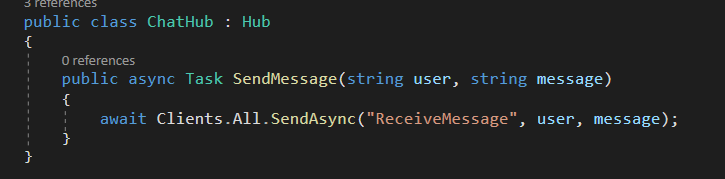 3 references
public class ChatHub : Hub
{
0 references
public async Task SendMessage(string user, string message)
{
await Clients.All.SendAsync("ReceiveMessage", user, message);
}
}